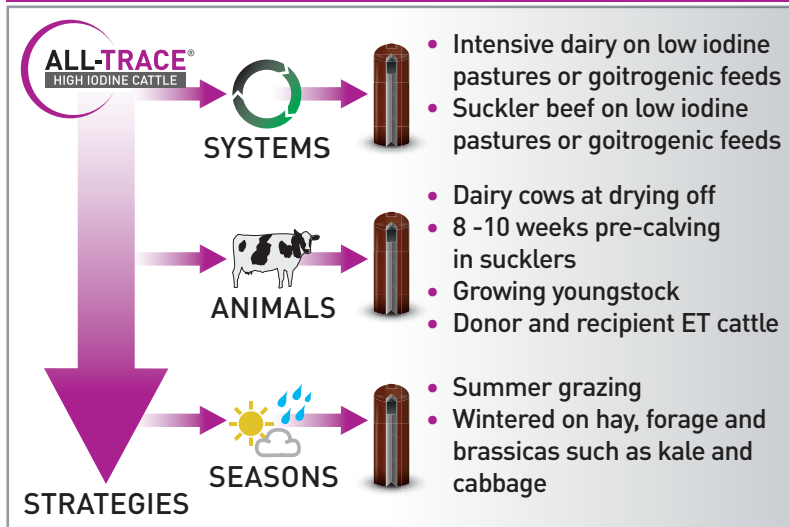 ALL-TRACE®
HIGH IODINE CATTLE
SYSTEMS
• Intensive dairy on low iodine
pastures or goitrogenic feeds
• Suckler beef on low iodine
pastures or goitrogenic feeds
ANIMALS
• Dairy cows at drying off
• 8 -10 weeks pre-calving
in sucklers
• Growing youngstock
• Donor and recipient ET cattle
SEASONS
• Summer grazing
• Wintered on hay, forage and
brassicas such as kale and
cabbage
STRATEGIES